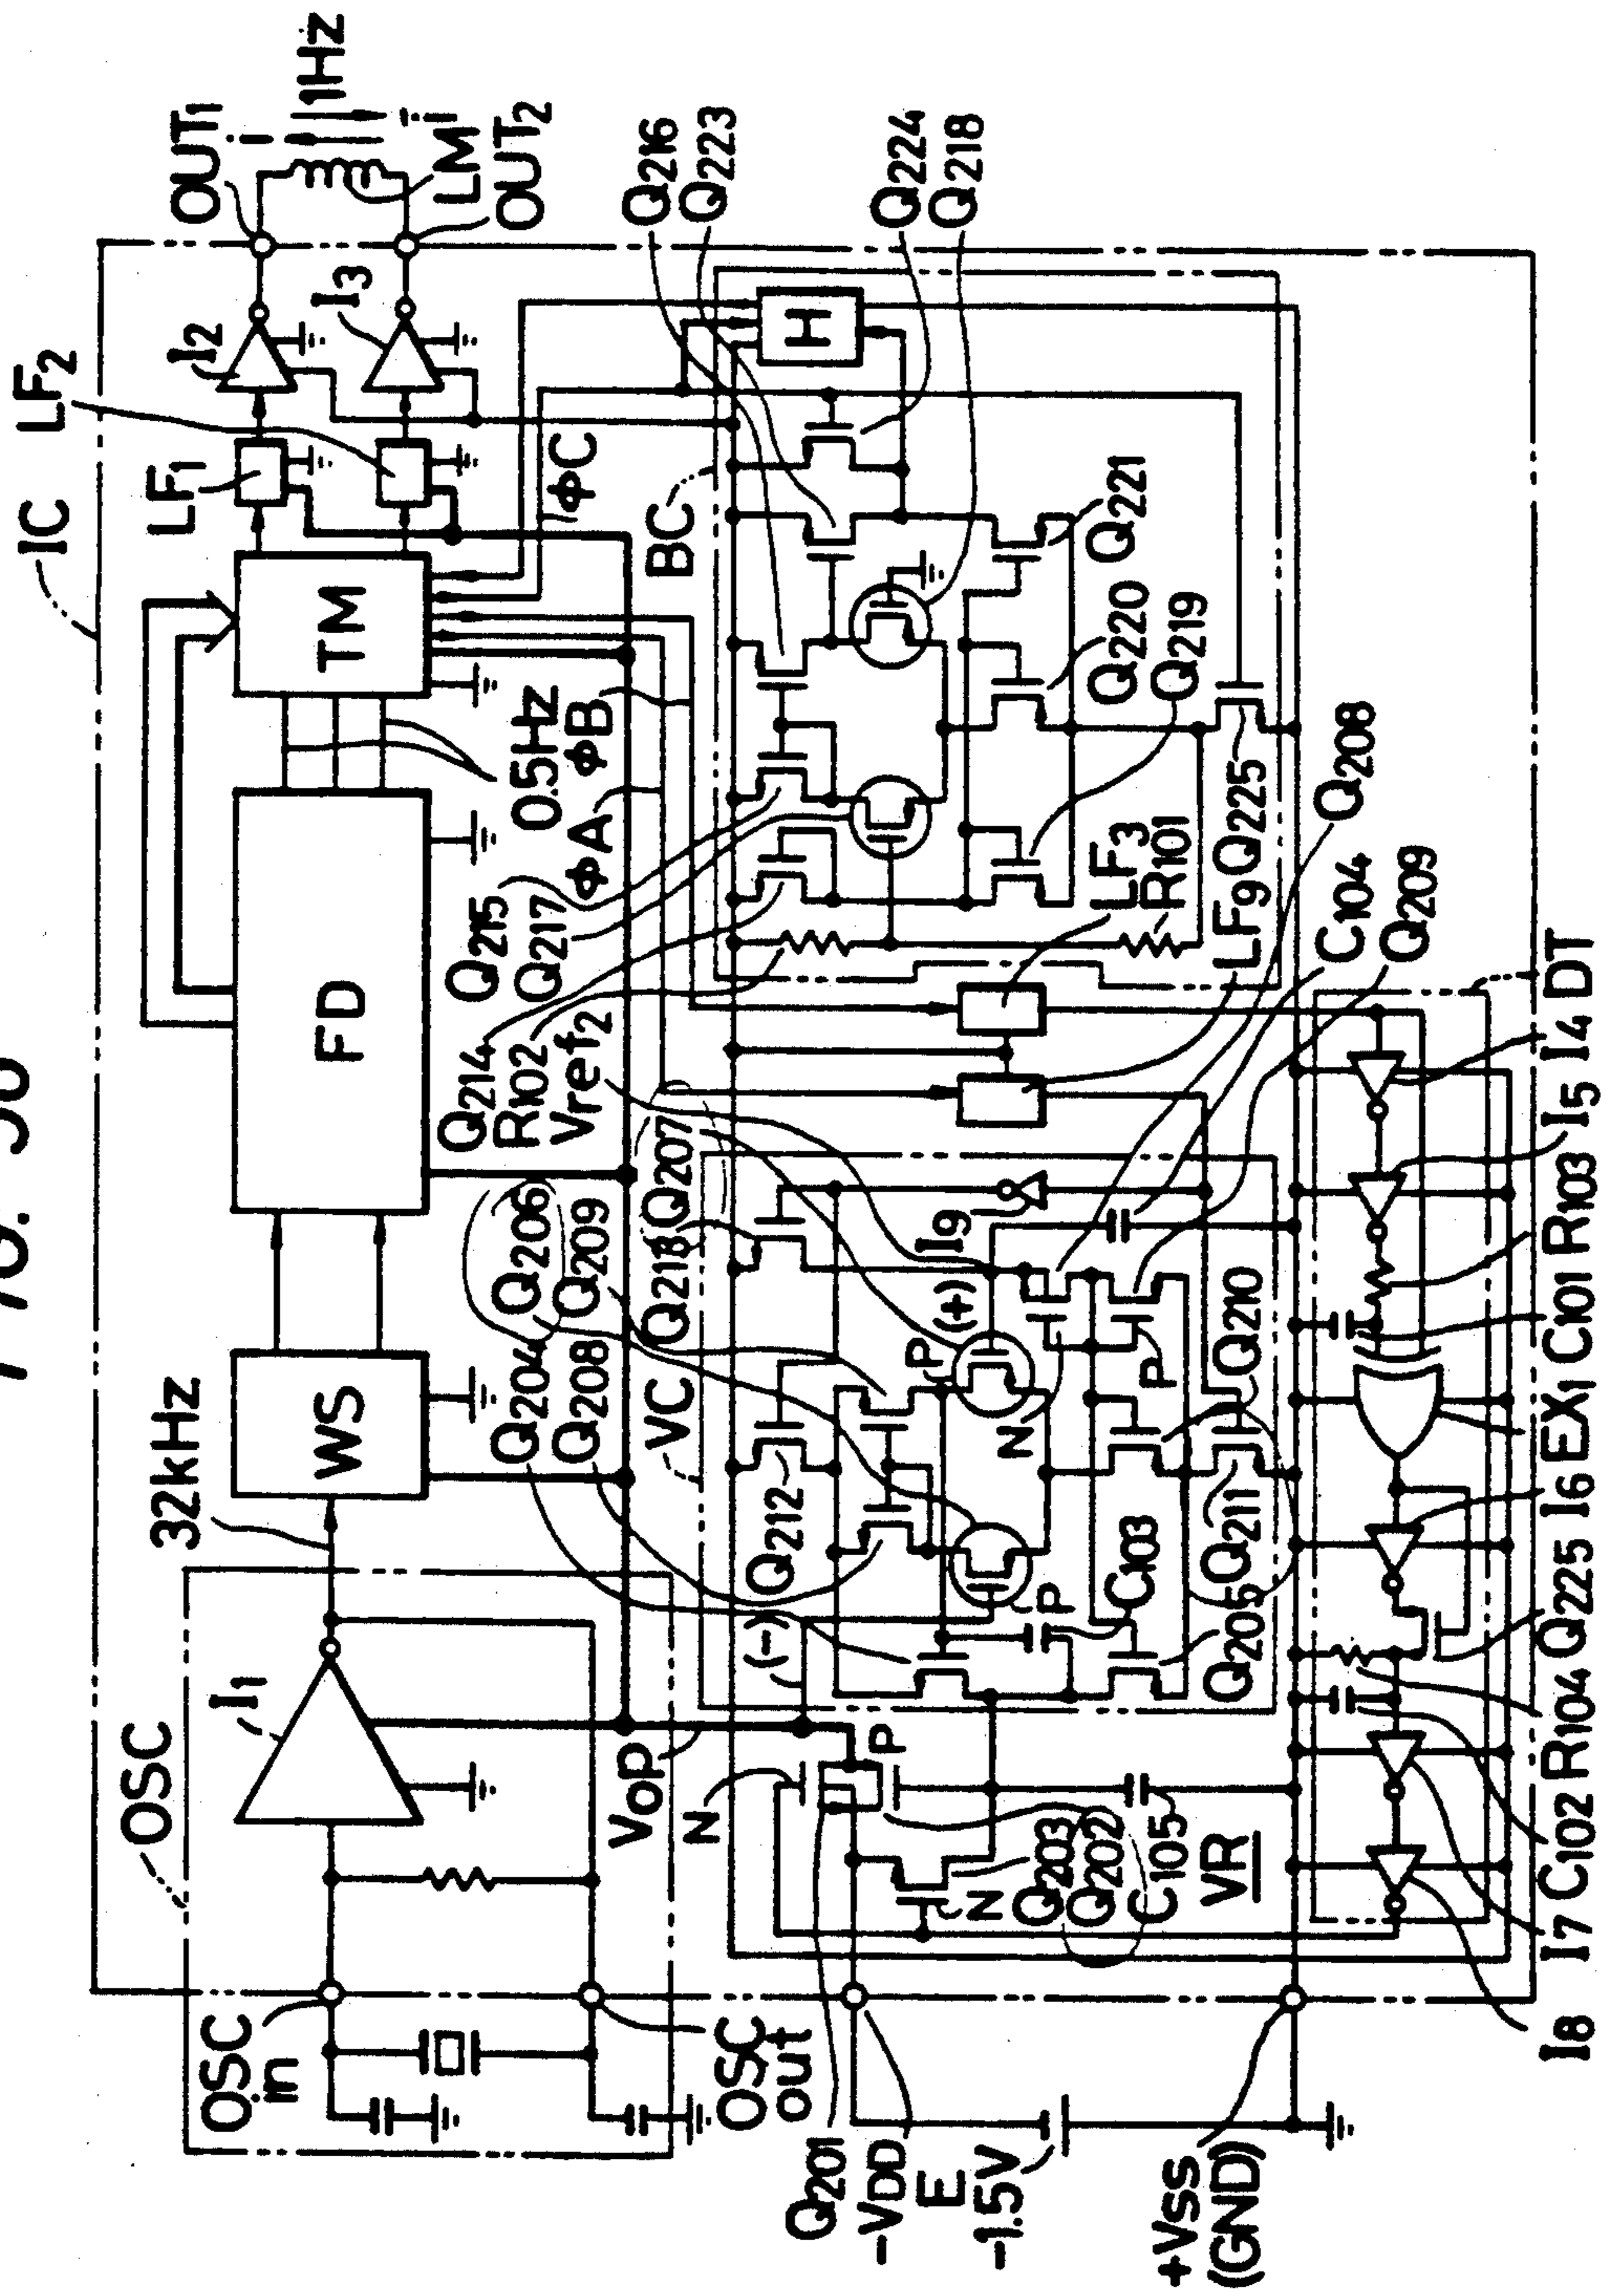 IC
LF2
OUT1
i
1Hz
i
LM
OUT2
I2
I3
LF1
TM
0.5Hz
φA
φB
φC
FD
WS
32kHz
OSC
I1
OSC
in
OSC
out
Vop
BC
Q216
Q223
Q224
Q218
H
Q221
Q220
Q219
Q215
Q217
Q214
R102
Vref2
LF3
R101
LF9
Q225
Q208
C104
Q209
Q207
Q213
Q206
Q209
Q204
Q208
VC
I9
(+)
P
N
P
Q210
Q212
(-)
P
C103
Q211
Q205
N
P
N
Q203
Q202
C105
VR
Q201
-VDD
E
-1.5V
+VSS
(GND)
DT
I4
I5
R103
C101
EX1
I6
Q225
R104
C102
I7
I8